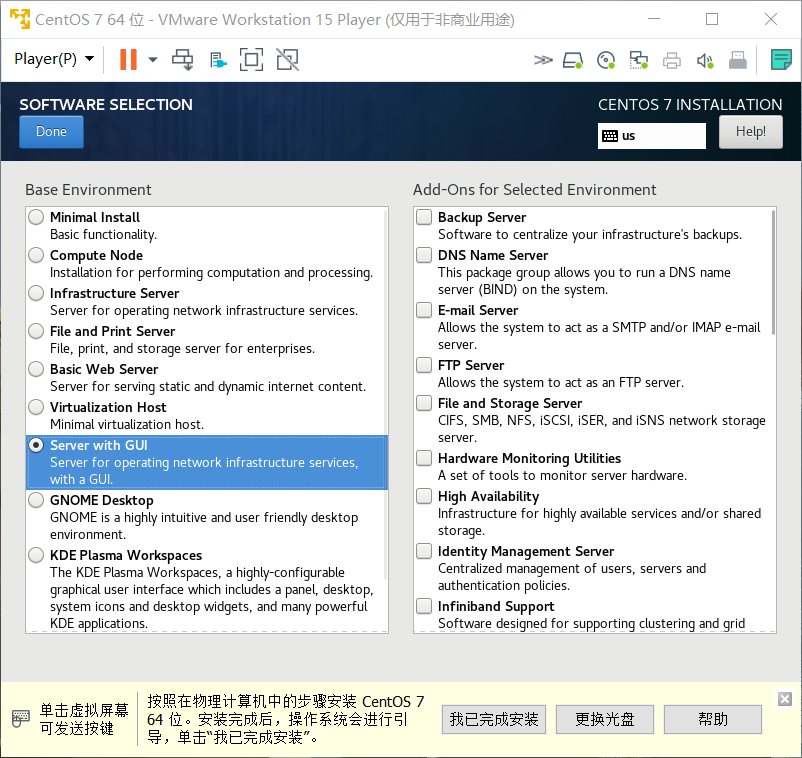 CentOS 7 64 位 - VMware Workstation 15 Player (仅用于非商业用途)
Player(P)
SOFTWARE SELECTION
CENTOS 7 INSTALLATION
Done
us
Help!
Base Environment
Minimal Install
Basic functionality.
Compute Node
Installation for performing computation and processing.
Infrastructure Server
Server for operating network infrastructure services.
File and Print Server
File, print, and storage server for enterprises.
Basic Web Server
Server for serving static and dynamic internet content.
Virtualization Host
Minimal virtualization host.
Server with GUI
Server for operating network infrastructure services,
with a GUI.
GNOME Desktop
GNOME is a highly intuitive and user friendly desktop
environment.
KDE Plasma Workspaces
The KDE Plasma Workspaces, a highly-configurable
graphical user interface which includes a panel, desktop,
system icons and desktop widgets, and many powerful
KDE applications.
Add-Ons for Selected Environment
Backup Server
Software to centralize your infrastructure's backups.
DNS Name Server
This package group allows you to run a DNS name
server (BIND) on the system.
E-mail Server
Allows the system to act as a SMTP and/or IMAP e-mail
server.
FTP Server
Allows the system to act as an FTP server.
File and Storage Server
CIFS, SMB, NFS, iSCSI, iSER, and iSNS network storage
server.
Hardware Monitoring Utilities
A set of tools to monitor server hardware.
High Availability
Infrastructure for highly available services and/or shared
storage.
Identity Management Server
Centralized management of users, servers and
authentication policies.
Infiniband Support
Software designed for supporting clustering and grid
单击虚拟屏幕
可发送按键
按照在物理计算机中的步骤安装 CentOS 7
64 位。安装完成后，操作系统会进行引
导，单击“我已完成安装”。
我已完成安装
更换光盘
帮助